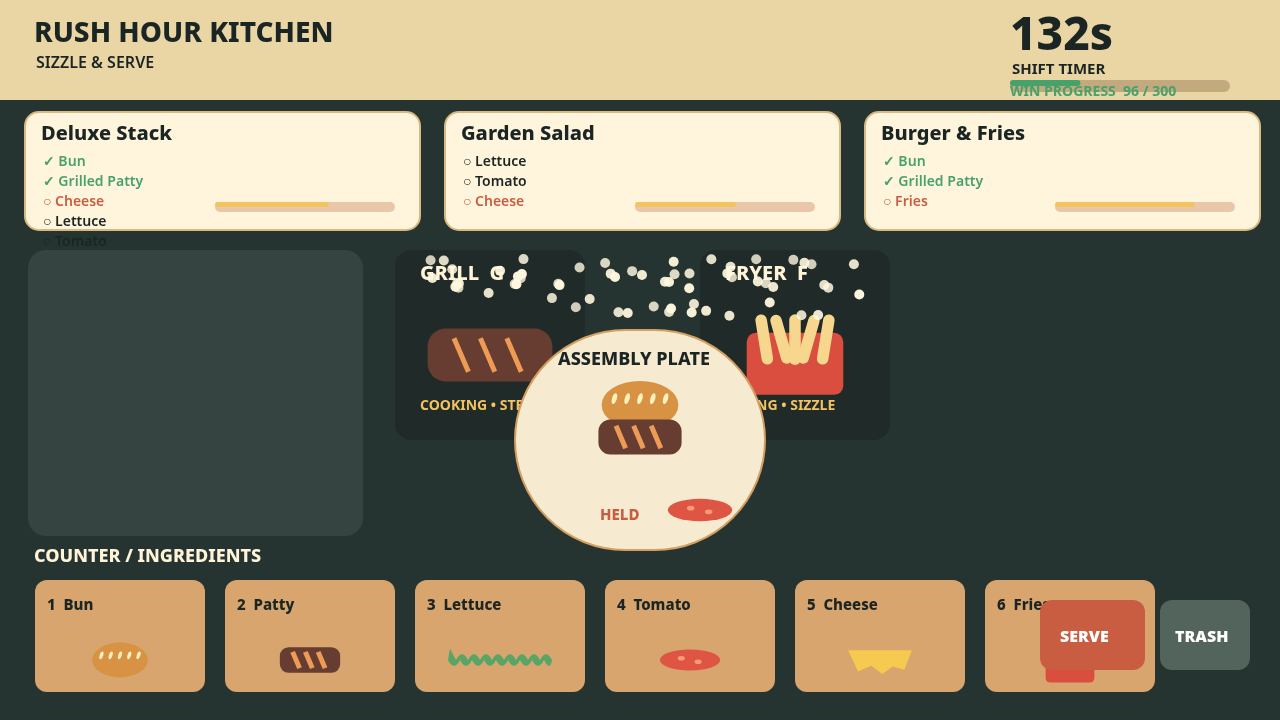 RUSH HOUR KITCHEN
SIZZLE & SERVE
132s
SHIFT TIMER
WIN PROGRESS 96 / 300
Deluxe Stack
✓ Bun
✓ Grilled Patty
○ Cheese
○ Lettuce
○ Tomato
Garden Salad
○ Lettuce
○ Tomato
○ Cheese
Burger & Fries
✓ Bun
✓ Grilled Patty
○ Fries
GRILL G
FRYER F
COOKING •
NG • SIZZLE
ASSEMBLY PLATE
HELD
COUNTER / INGREDIENTS
1 Bun
2 Patty
3 Lettuce
4 Tomato
5 Cheese
6 Fries
SERVE
TRASH